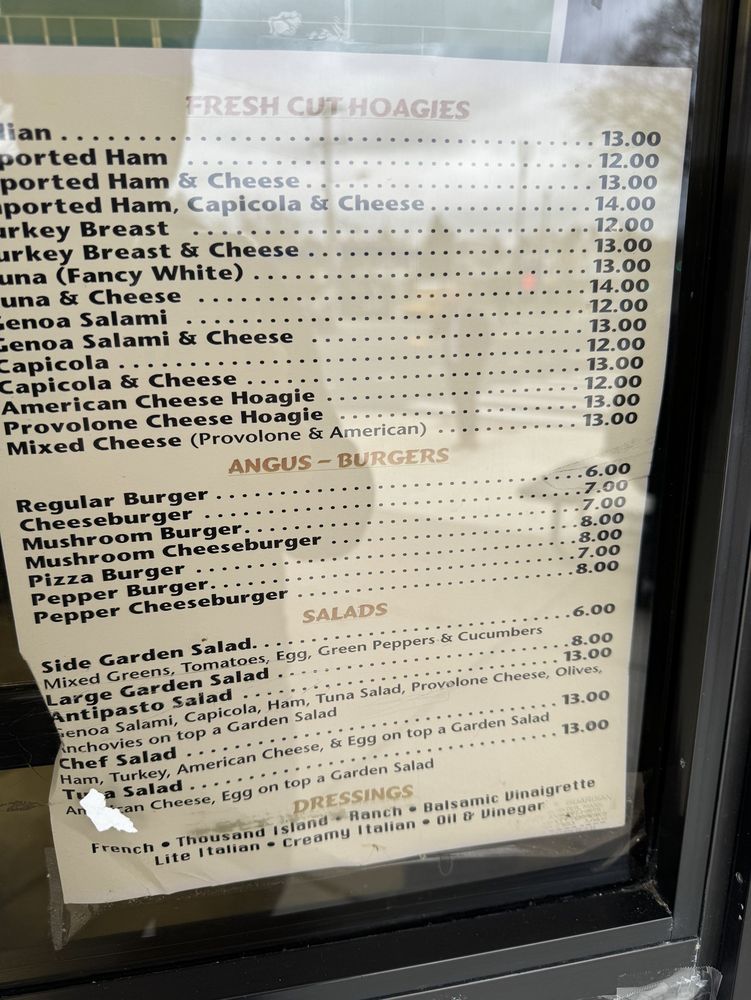 FRESH CUT HOAGIES
lian . . . . . . . . . . 13.00
ported Ham . . . . . . . . . . 12.00
ported Ham & Cheese . . . . . . . . . . 13.00
ported Ham, Capicola & Cheese . . . . . . . . . . 14.00
urkey Breast . . . . . . . . . . 12.00
urkey Breast & Cheese . . . . . . . . . . 13.00
una (Fancy White) . . . . . . . . . . 13.00
una & Cheese . . . . . . . . . . 14.00
Genoa Salami . . . . . . . . . . 12.00
Genoa Salami & Cheese . . . . . . . . . . 13.00
Capicola . . . . . . . . . . 12.00
Capicola & Cheese . . . . . . . . . . 13.00
American Cheese Hoagie . . . . . . . . . . 12.00
Provolone Cheese Hoagie . . . . . . . . . . 13.00
Mixed Cheese (Provolone & American) . . . . . . . . . . 13.00
ANGUS – BURGERS
Regular Burger . . . . . . . . . . 6.00
Cheeseburger . . . . . . . . . . 7.00
Mushroom Burger . . . . . . . . . . 7.00
Mushroom Cheeseburger . . . . . . . . . . 8.00
Pizza Burger . . . . . . . . . . 8.00
Pepper Burger . . . . . . . . . . 7.00
Pepper Cheeseburger . . . . . . . . . . 8.00
SALADS
Side Garden Salad . . . . . . . . . . 6.00
Mixed Greens, Tomatoes, Egg, Green Peppers & Cucumbers
Large Garden Salad . . . . . . . . . . 8.00
Antipasto Salad . . . . . . . . . . 13.00
Genoa Salami, Capicola, Ham, Tuna Salad, Provolone Cheese, Olives,
Anchovies on top a Garden Salad
Chef Salad . . . . . . . . . . 13.00
Ham, Turkey, American Cheese, & Egg on top a Garden Salad
Tuna Salad . . . . . . . . . . 13.00
American Cheese, Egg on top a Garden Salad
DRESSINGS
French • Thousand Island • Ranch • Balsamic Vinaigrette
Lite Italian • Creamy Italian • Oil & Vinegar